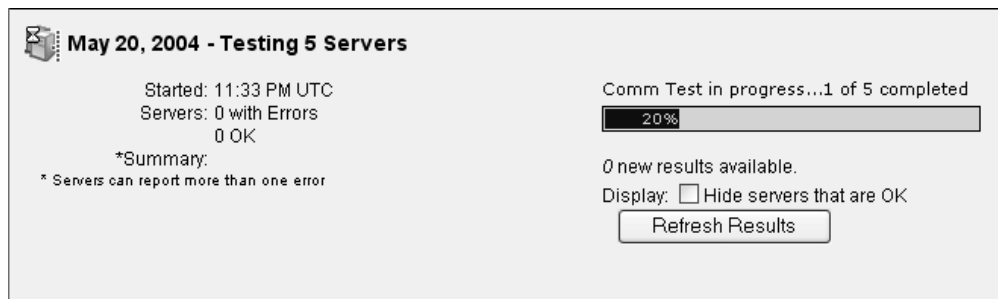 May 20, 2004 - Testing 5 Servers
Started: 11:33 PM UTC
Servers: 0 with Errors
0 OK
*Summary:
* Servers can report more than one error
Comm Test in progress...1 of 5 completed
20%
0 new results available.
Display: Hide servers that are OK
Refresh Results